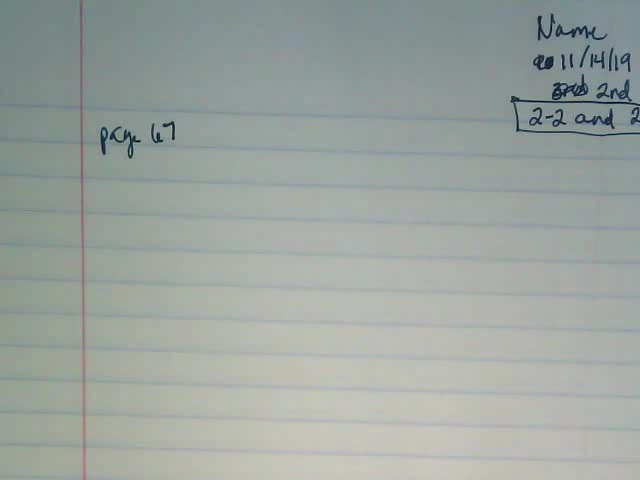 Name
11/14/19
2nd
2-2 and 2
page 67